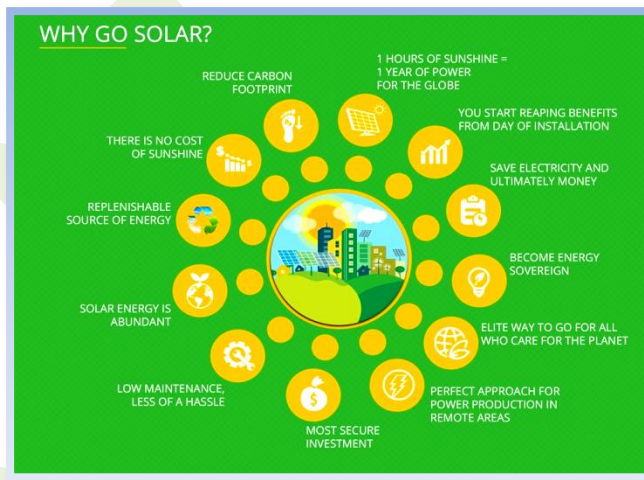 WHY GO SOLAR?
1 HOURS OF SUNSHINE =
1 YEAR OF POWER
FOR THE GLOBE
YOU START REAPING BENEFITS
FROM DAY OF INSTALLATION
SAVE ELECTRICITY AND
ULTIMATELY MONEY
BECOME ENERGY
SOVEREIGN
ELITE WAY TO GO FOR ALL
WHO CARE FOR THE PLANET
PERFECT APPROACH FOR
POWER PRODUCTION IN
REMOTE AREAS
MOST SECURE
INVESTMENT
LOW MAINTENANCE,
LESS OF A HASSLE
SOLAR ENERGY IS
ABUNDANT
REPLENISHABLE
SOURCE OF ENERGY
THERE IS NO COST
OF SUNSHINE
REDUCE CARBON
FOOTPRINT